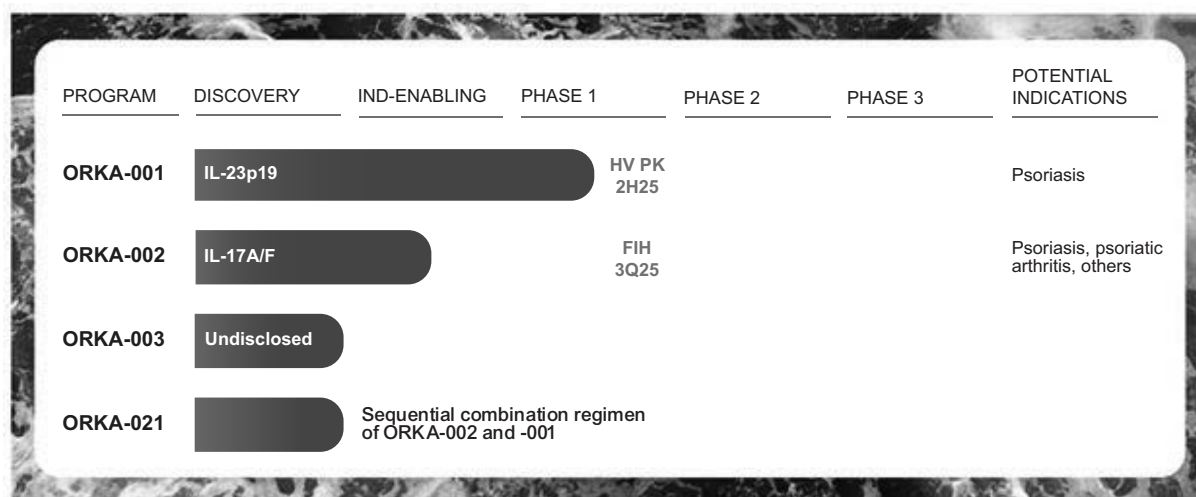 PROGRAM DISCOVERY IND-ENABLING PHASE 1 PHASE 2 PHASE 3 POTENTIAL
INDICATIONS
ORKA-001 IL-23p19 HV PK
2H25 Psoriasis
ORKA-002 IL-17A/F FIH
3Q25 Psoriasis, psoriatic
arthritis, others
ORKA-003 Undisclosed
ORKA-021 Sequential combination regimen
of ORKA-002 and -001